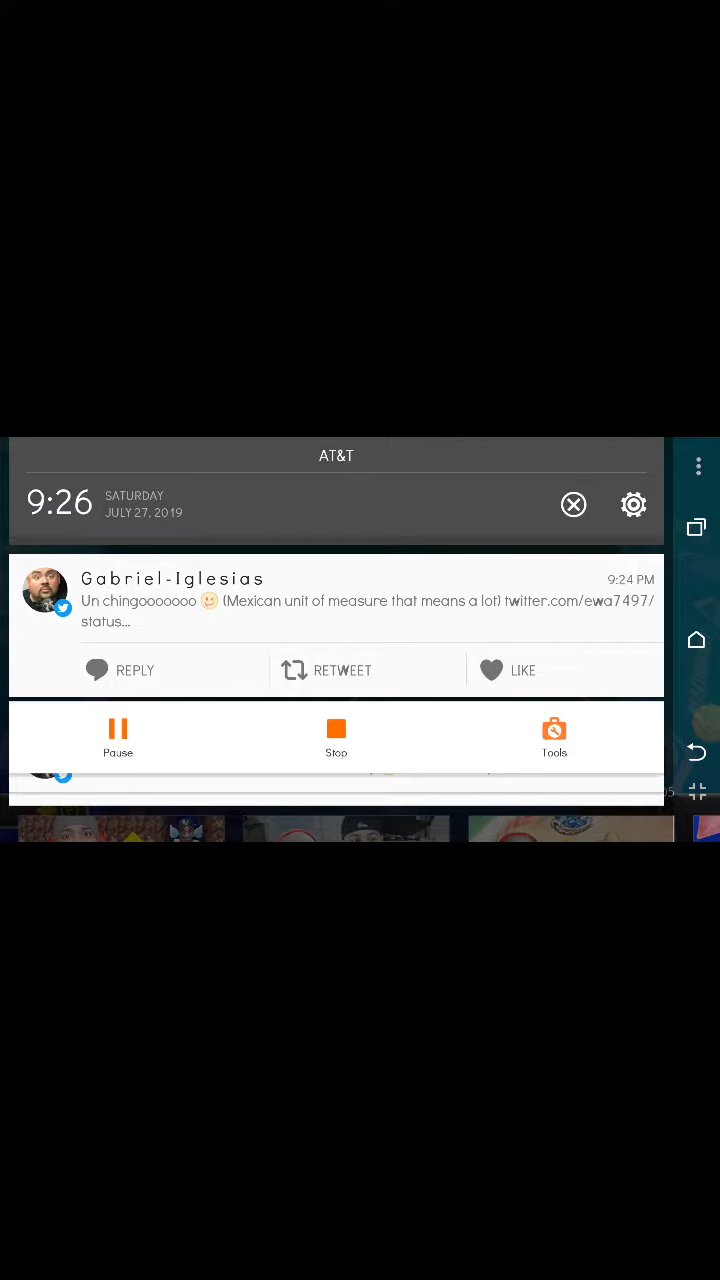 AT&T
9:26
SATURDAY
JULY 27, 2019
Gabriel-Iglesias
9:24 PM
Un chingooooooo 🥴 (Mexican unit of measure that means a lot) twitter.com/ewa7497/
status...
REPLY
RETWEET
LIKE
Pause
Stop
Tools